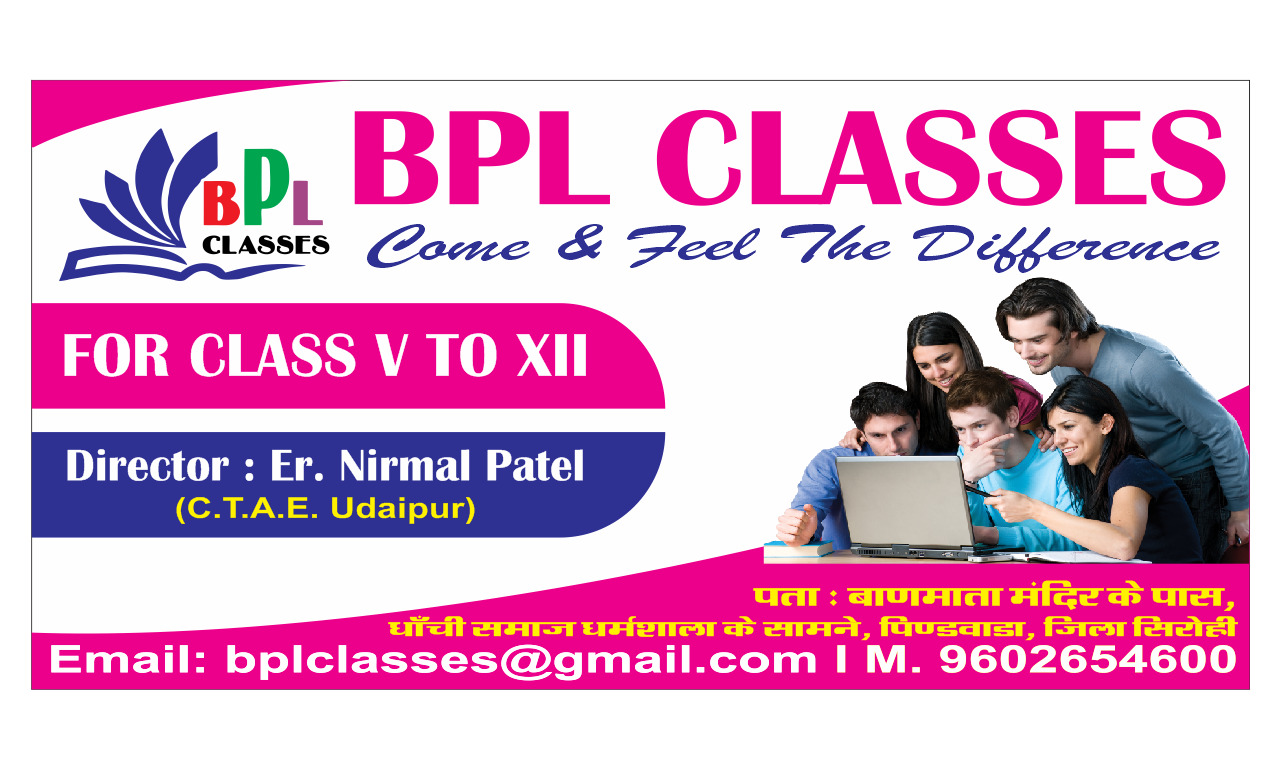 BPL
CLASSES
BPL CLASSES
Come & Feel The Difference
FOR CLASS V TO XII
Director : Er. Nirmal Patel
(C.T.A.E. Udaipur)
पता : बाणमाता मंदिर के पास,
धाँची समाज धर्मशाला के सामने, पिण्डवाडा, जिला सिरोही
Email: bplclasses@gmail.com I M. 9602654600